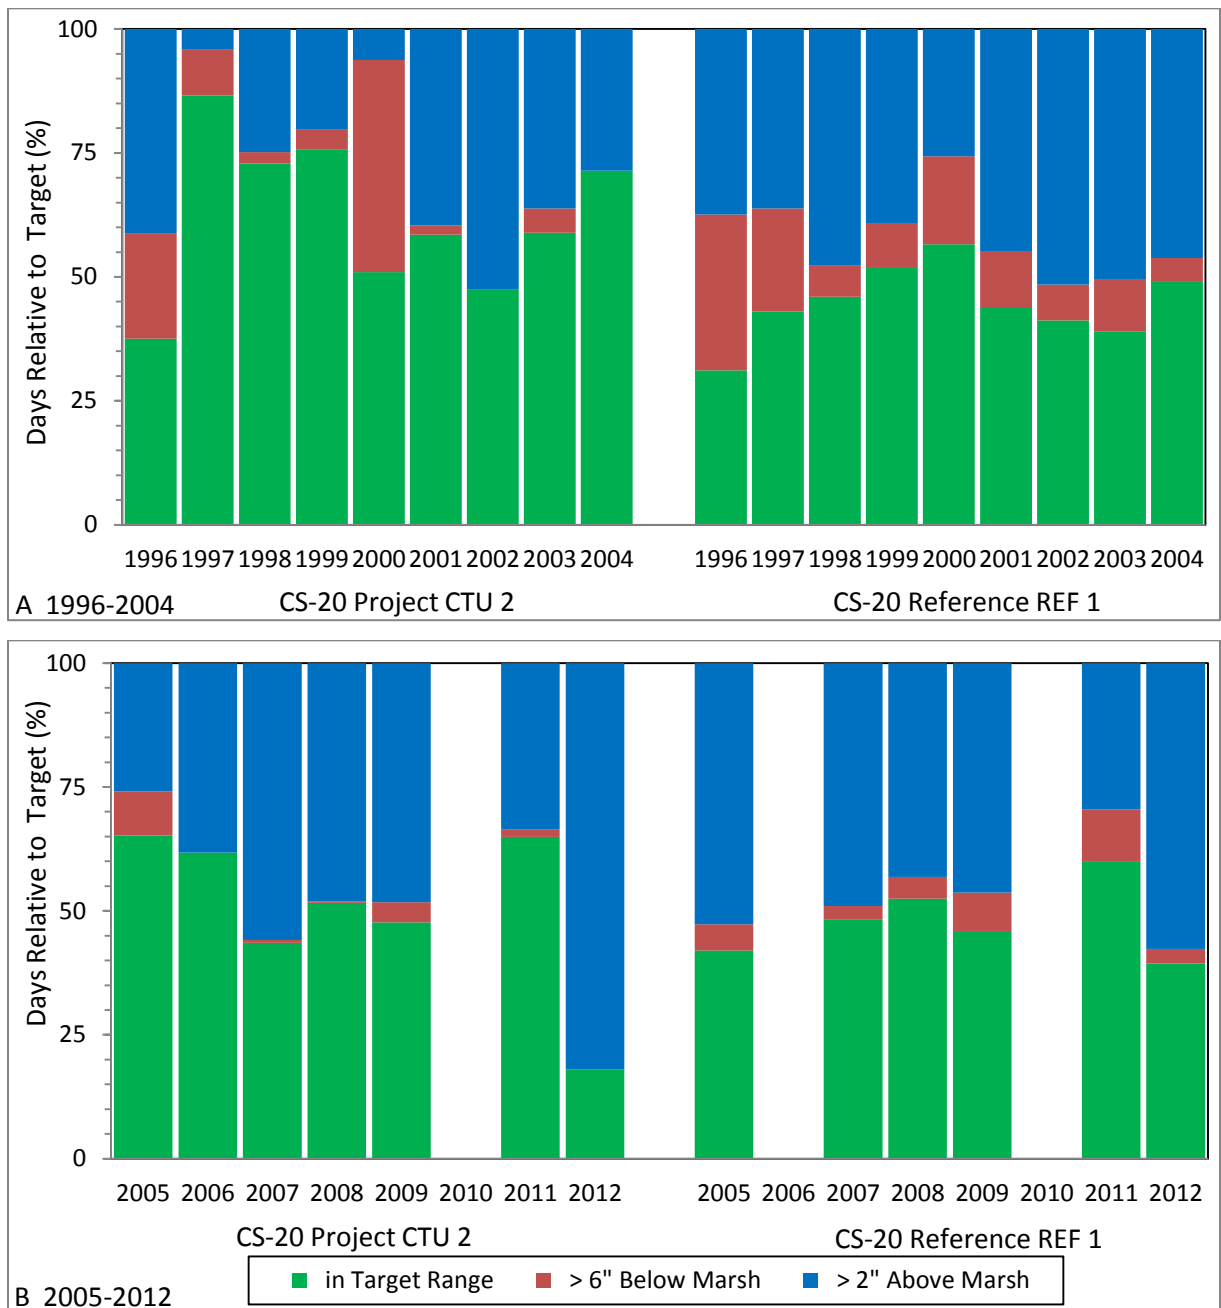 100
75
50
25
0
Days Relative to Target (%)
1996 1997 1998 1999 2000 2001 2002 2003 2004 1996 1997 1998 1999 2000 2001 2002 2003 2004
A 1996-2004 CS-20 Project CTU 2 CS-20 Reference REF 1
100
75
50
25
0
Days Relative to Target (%)
2005 2006 2007 2008 2009 2010 2011 2012 2005 2006 2007 2008 2009 2010 2011 2012
CS-20 Project CTU 2 CS-20 Reference REF 1
in Target Range > 6" Below Marsh > 2" Above Marsh
B 2005-2012